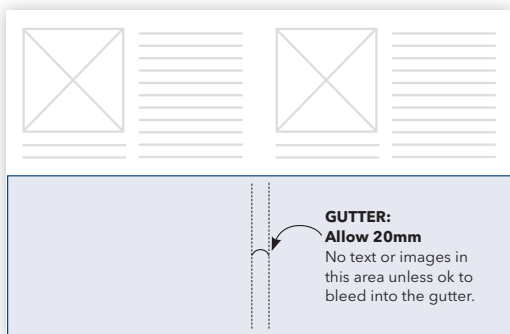 GUTTER:
Allow 20mm
No text or images in
this area unless ok to
bleed into the gutter.